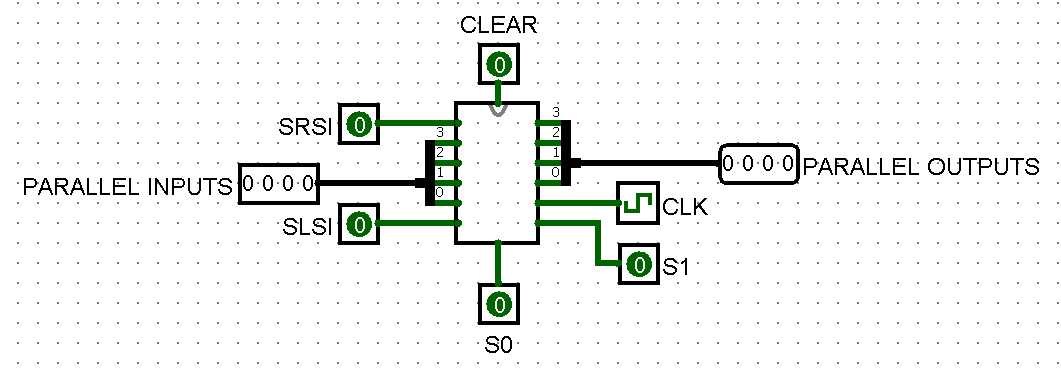 CLEAR
0
SRSI 0
3
2
1
0
3
2
1
0
PARALLEL INPUTS 0 0 0 0
0 0 0 0 PARALLEL OUTPUTS
SLSI 0
CLK
0 S1
0
S0